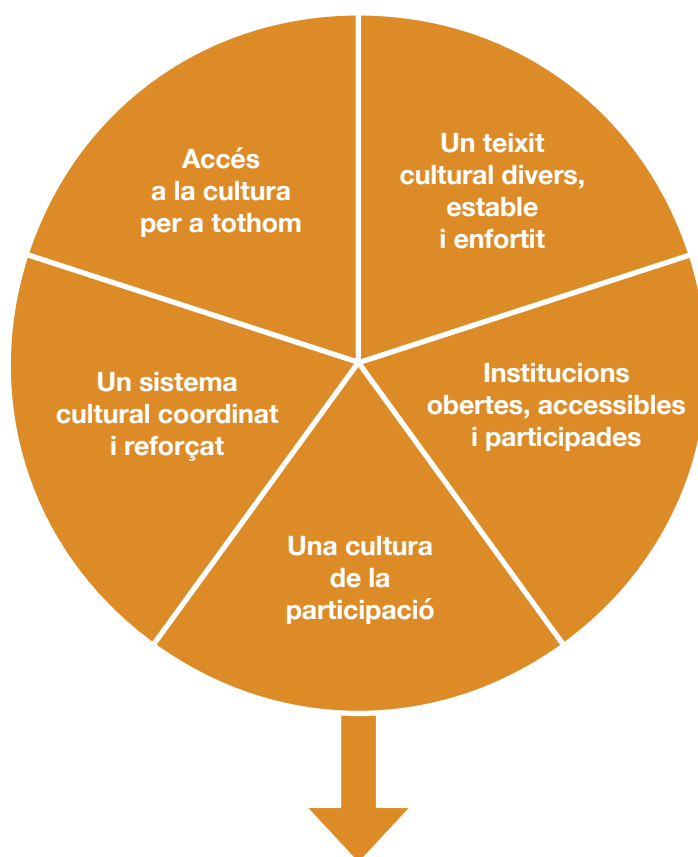 Accés
a la cultura
per a tothom
Un teixit
cultural divers,
estable
i enfortit
Un sistema
cultural coordinat
i reforçat
Institucions
obertes, accessibles
i participades
Una cultura
de la
participació